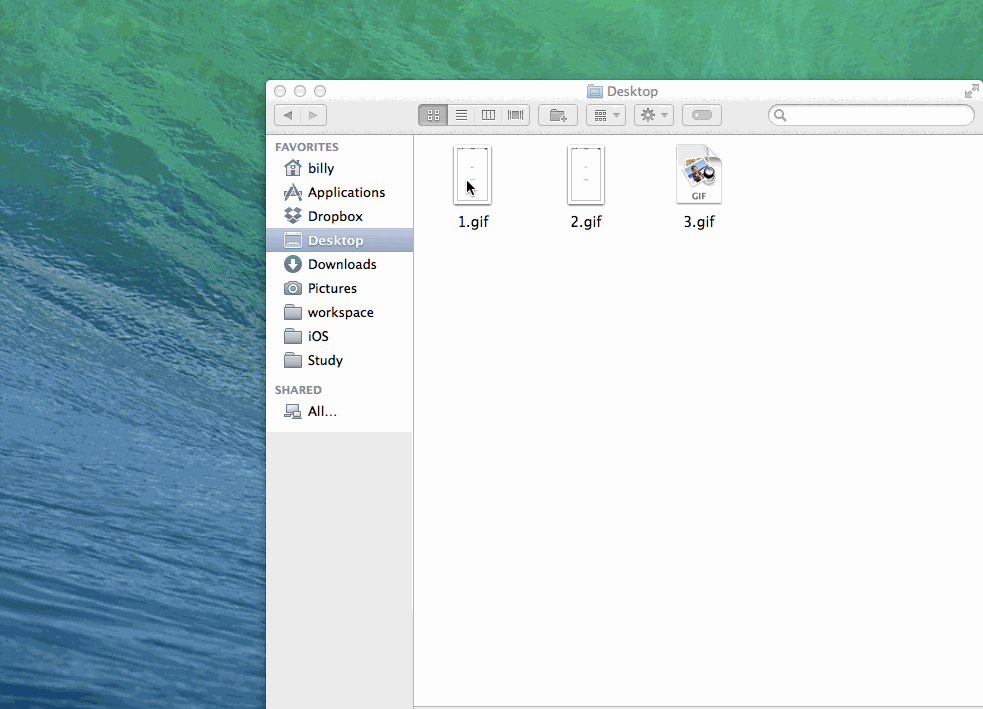 Desktop
FAVORITES
billy
Applications
Dropbox
Desktop
Downloads
Pictures
workspace
iOS
Study
SHARED
All...
GIF
1.gif
2.gif
3.gif